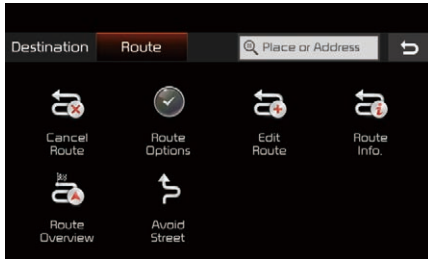 Destination
Route
Place or Address
Cancel
Route
Route
Options
Edit
Route
Route
Info.
Route
Overview
Avoid
Street